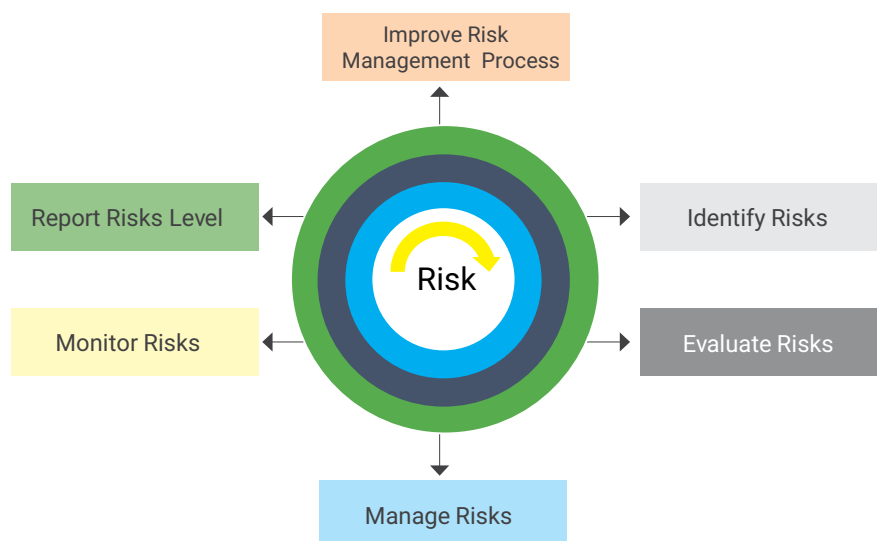 Improve Risk
Management Process
Report Risks Level
Identify Risks
Risk
Monitor Risks
Evaluate Risks
Manage Risks